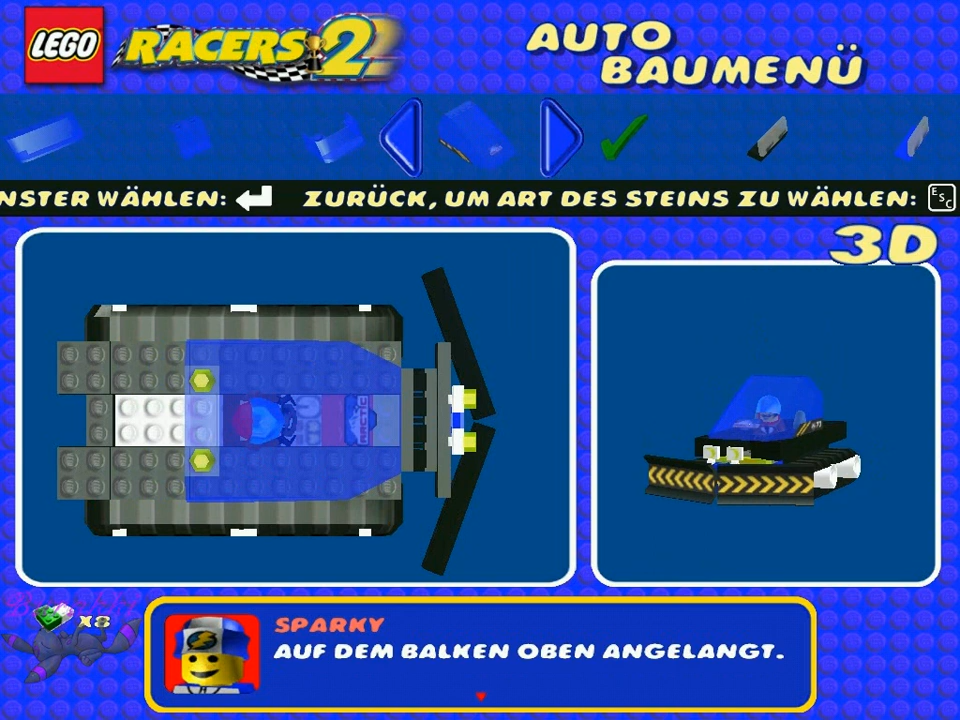 LEGO
RACERS 2
AUTO
BAUMENÜ
NSTER WÄHLEN: ZURÜCK, UM ART DES STEINS ZU WÄHLEN: ESC
3D
ARCTIC
X8
SPARKY
AUF DEM BALKEN OBEN ANGELANGT.